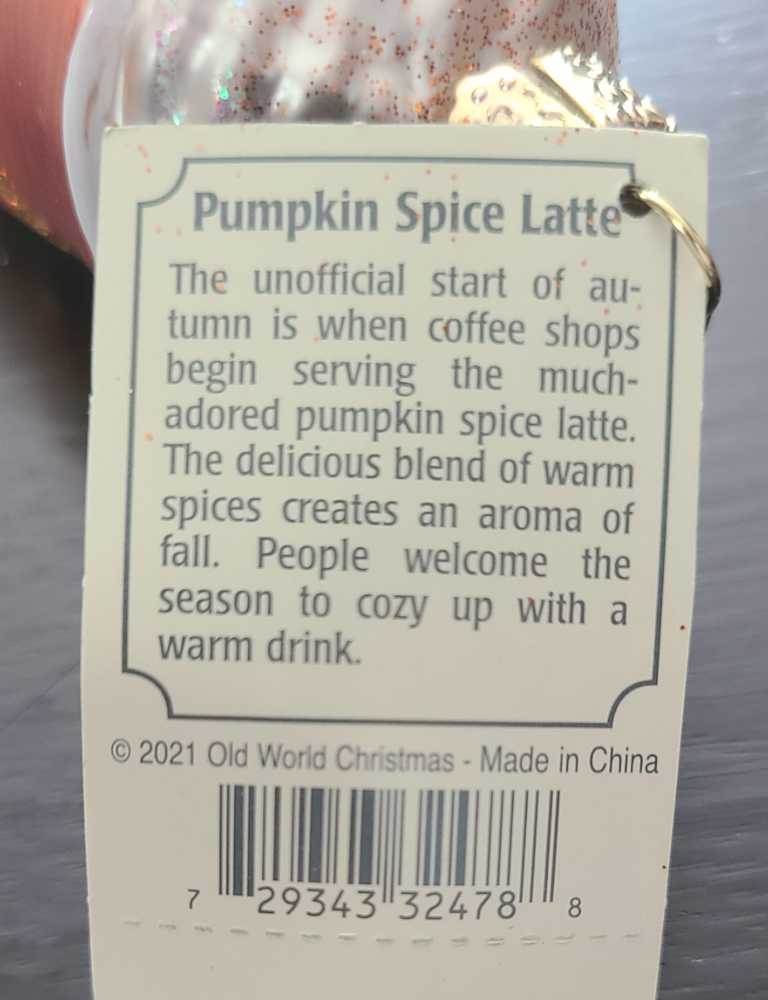 Pumpkin Spice Latte
The unofficial start of au-
tumn is when coffee shops
begin serving the much-
adored pumpkin spice latte.
The delicious blend of warm
spices creates an aroma of
fall. People welcome the
season to cozy up with a
warm drink.
© 2021 Old World Christmas - Made in China
7 29343 32478 8